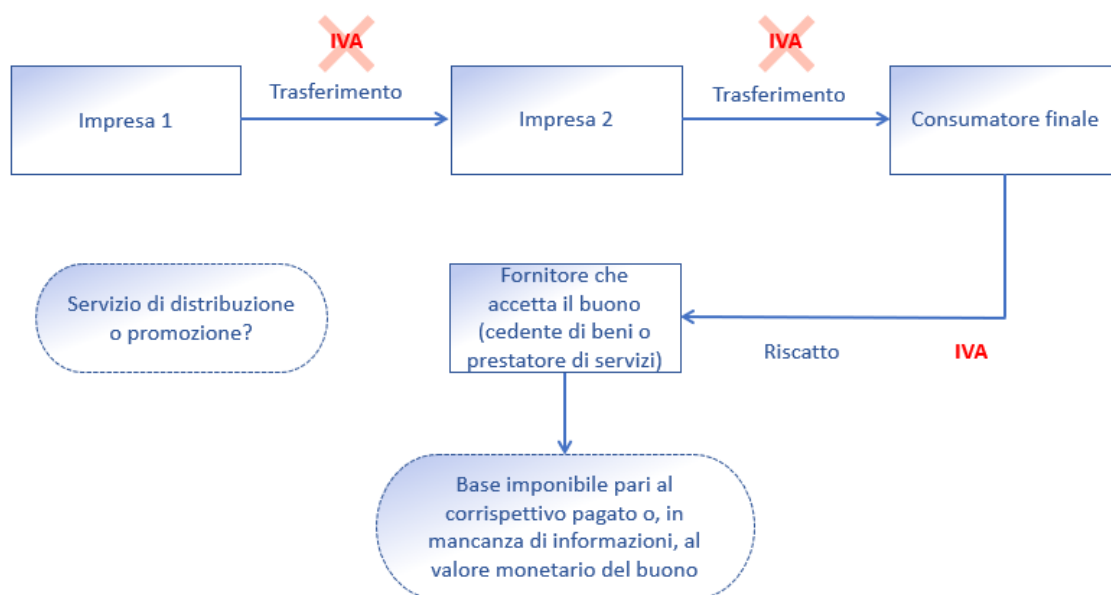 IVA
IVA
Impresa 1
Trasferimento
Impresa 2
Trasferimento
Consumatore finale
Servizio di distribuzione
o promozione?
Fornitore che
accetta il buono
(cedente di beni o
prestatore di servizi)
Riscatto
IVA
Base imponibile pari al
corrispettivo pagato o, in
mancanza di informazioni, al
valore monetario del buono